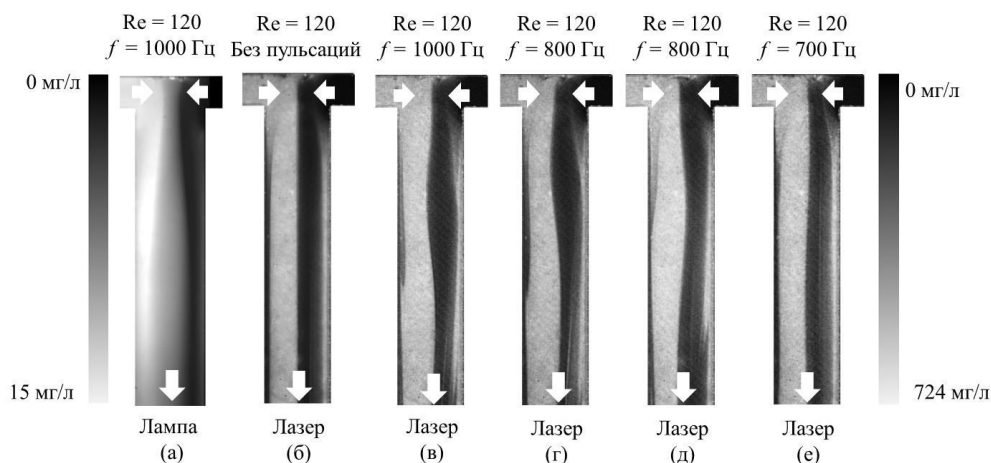 Re = 120 Re = 120 Re = 120 Re = 120 Re = 120 Re = 120
f = 1000 Гц Без пульсаций f = 1000 Гц f = 800 Гц f = 800 Гц f = 700 Гц
0 мг/л 0 мг/л
15 мг/л 724 мг/л
Лампа Лазер Лазер Лазер Лазер Лазер
(а) (б) (в) (г) (д) (е)